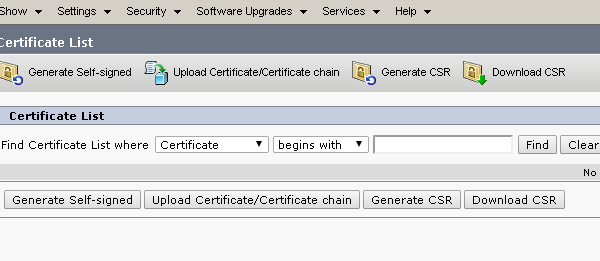 Show Settings Security Software Upgrades Services Help
Certificate List
Generate Self-signed Upload Certificate/Certificate chain Generate CSR Download CSR
Certificate List
Find Certificate List where Certificate begins with Find Clear
No
Generate Self-signed Upload Certificate/Certificate chain Generate CSR Download CSR